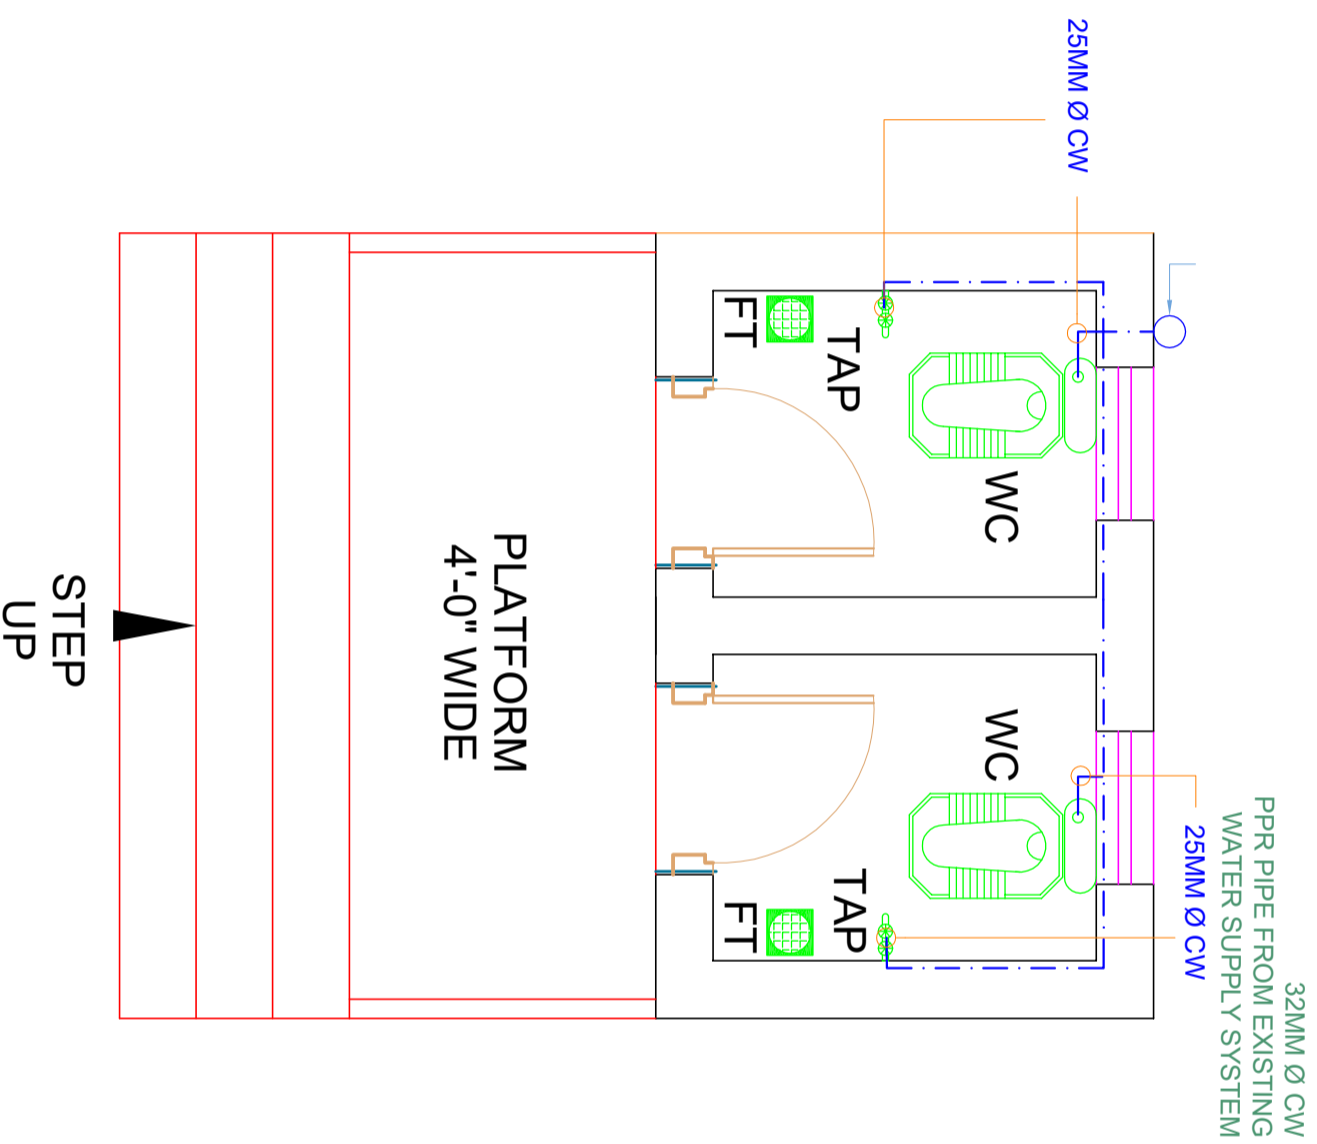 32MM Ø CW
PPR PIPE FROM EXISTING
WATER SUPPLY SYSTEM
25MM Ø CW
25MM Ø CW
WC
WC
TAP
TAP
FT
FT
PLATFORM
4'-0" WIDE
STEP
UP